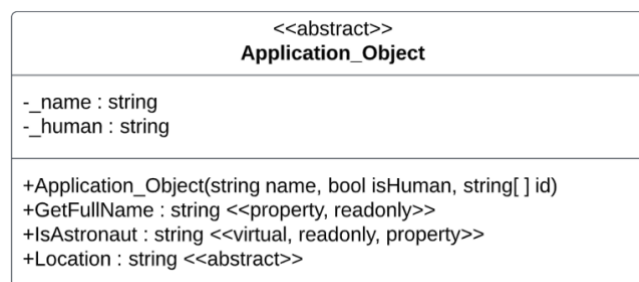 <<abstract>>
Application_Object
-_name : string
-_human : string
+Application_Object(string name, bool isHuman, string[ ] id)
+GetFullName : string <<property, readonly>>
+IsAstronaut : string <<virtual, readonly, property>>
+Location : string <<abstract>>